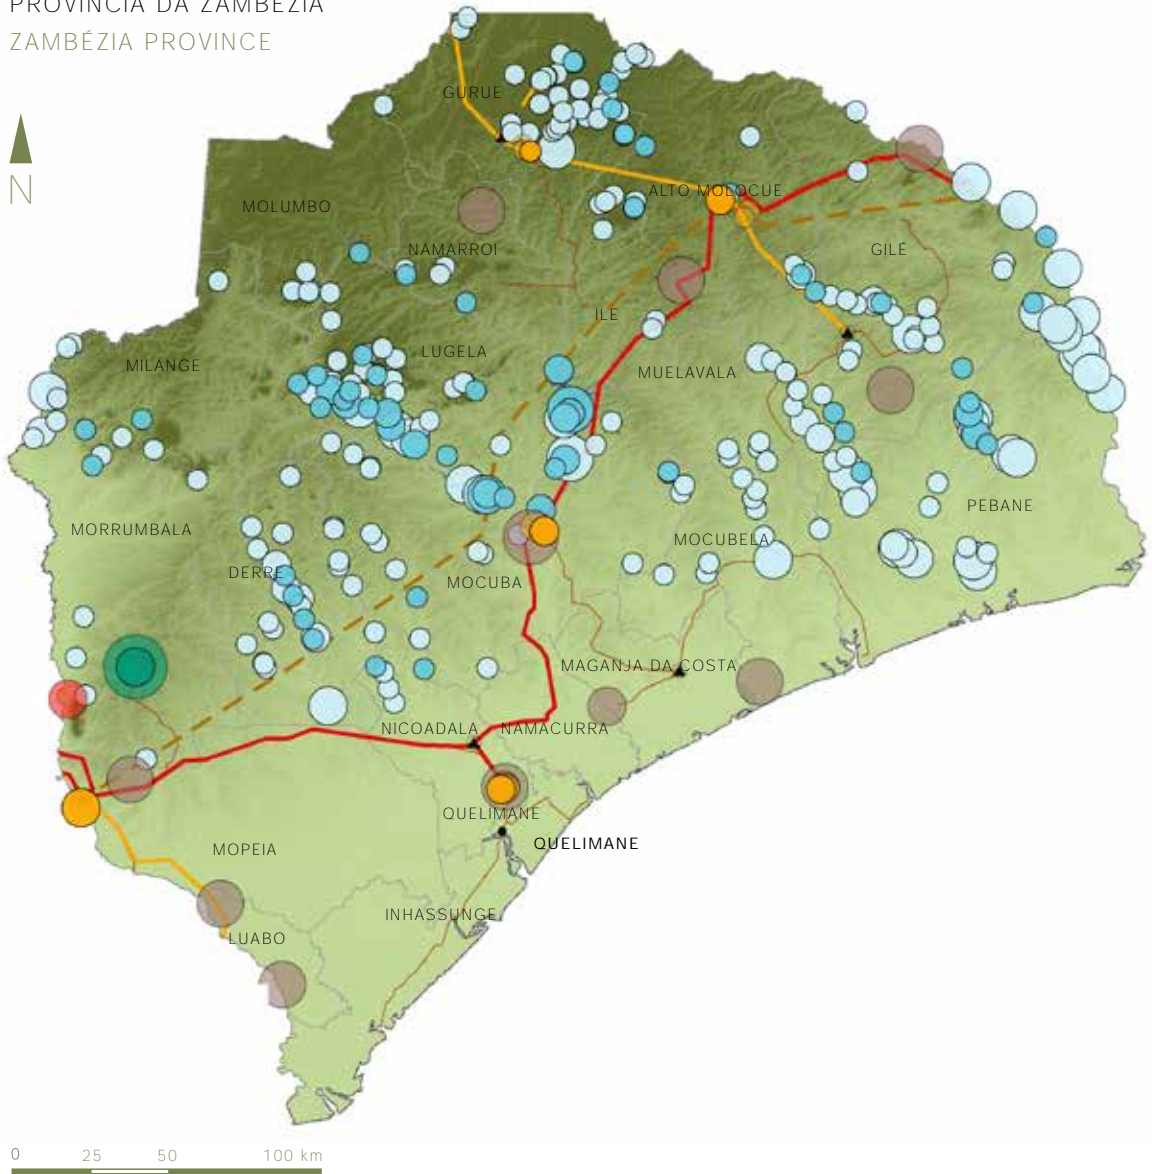 PROVÍNCIA DA ZAMBÉZIA
ZAMBÉZIA PROVINCE
N
GURUE
ALTO MOLOCUE
MOLUMBO
NAMARROI
GILÉ
ILE
LUGELA
MILANGE
MUELAVALA
PEBANE
MORRUMBALA
MOCUBELA
DERRE
MOCUBA
MAGANJA DA COSTA
NICOADALA
NAMACURRA
QUELIMANE
QUELIMANE
MOPEIA
INHASSUNGE
LUABO
0 25 50 100 km